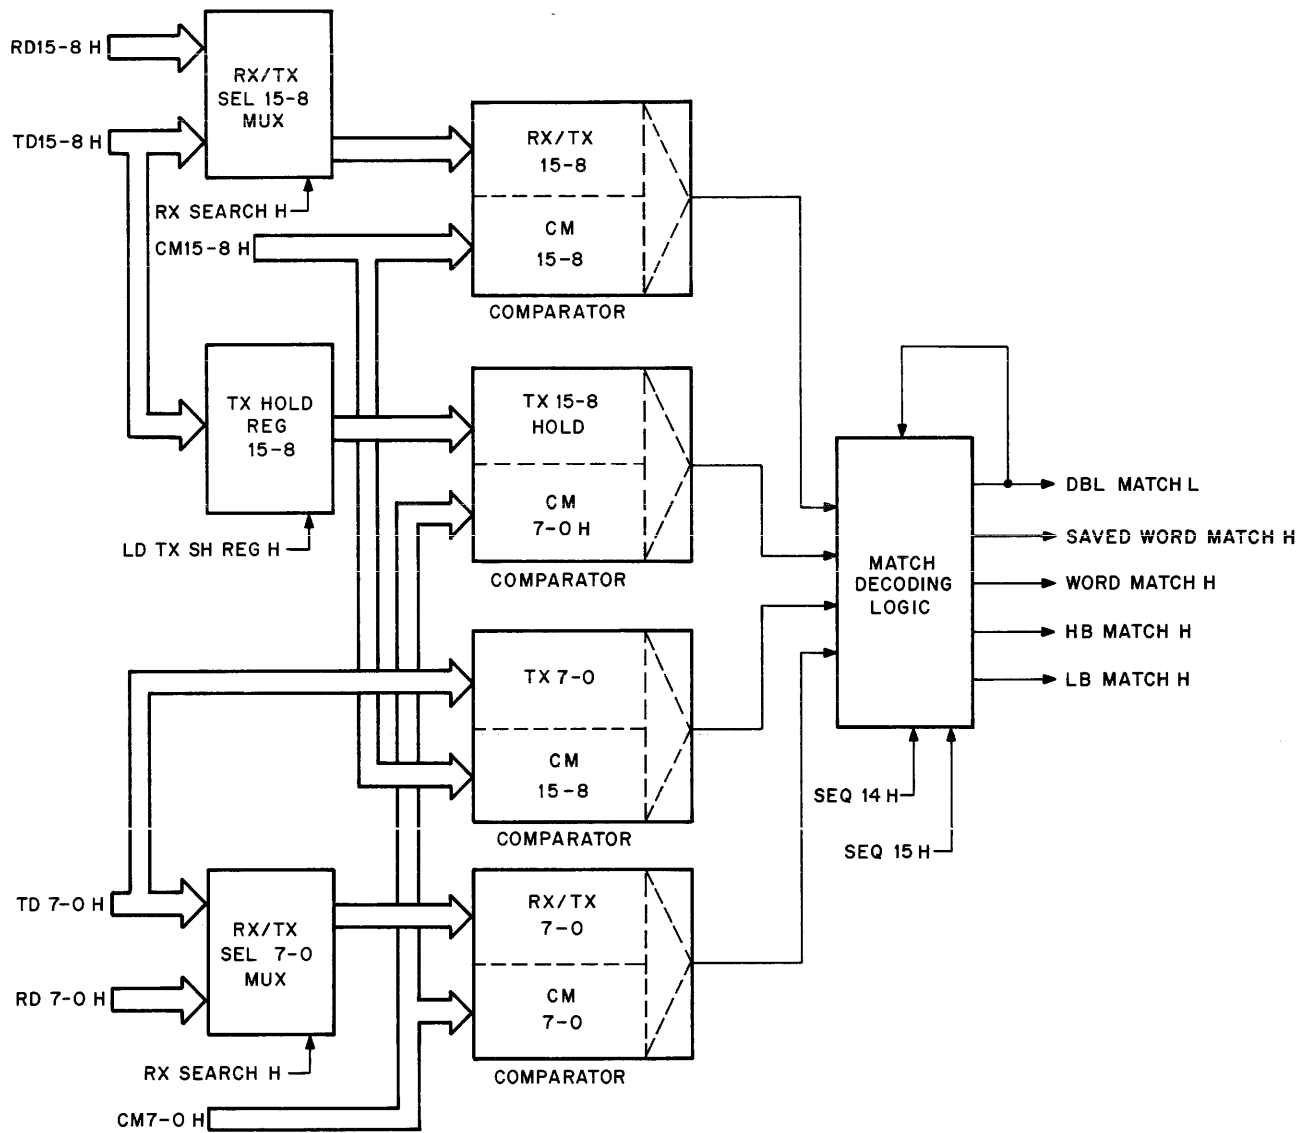 RD15-8 H
RX/TX
SEL 15-8
MUX
TD15-8 H
RX SEARCH H
CM15-8 H
RX/TX
15-8
CM
15-8
COMPARATOR
TX HOLD
REG
15-8
LD TX SH REG H
TX 15-8
HOLD
CM
7-0 H
COMPARATOR
TX 7-0
CM
15-8
COMPARATOR
TD 7-0 H
RX/TX
SEL 7-0
MUX
RD 7-0 H
RX SEARCH H
CM7-0 H
RX/TX
7-0
CM
7-0
COMPARATOR
MATCH
DECODING
LOGIC
DBL MATCH L
SAVED WORD MATCH H
WORD MATCH H
HB MATCH H
LB MATCH H
SEQ 14 H
SEQ 15 H